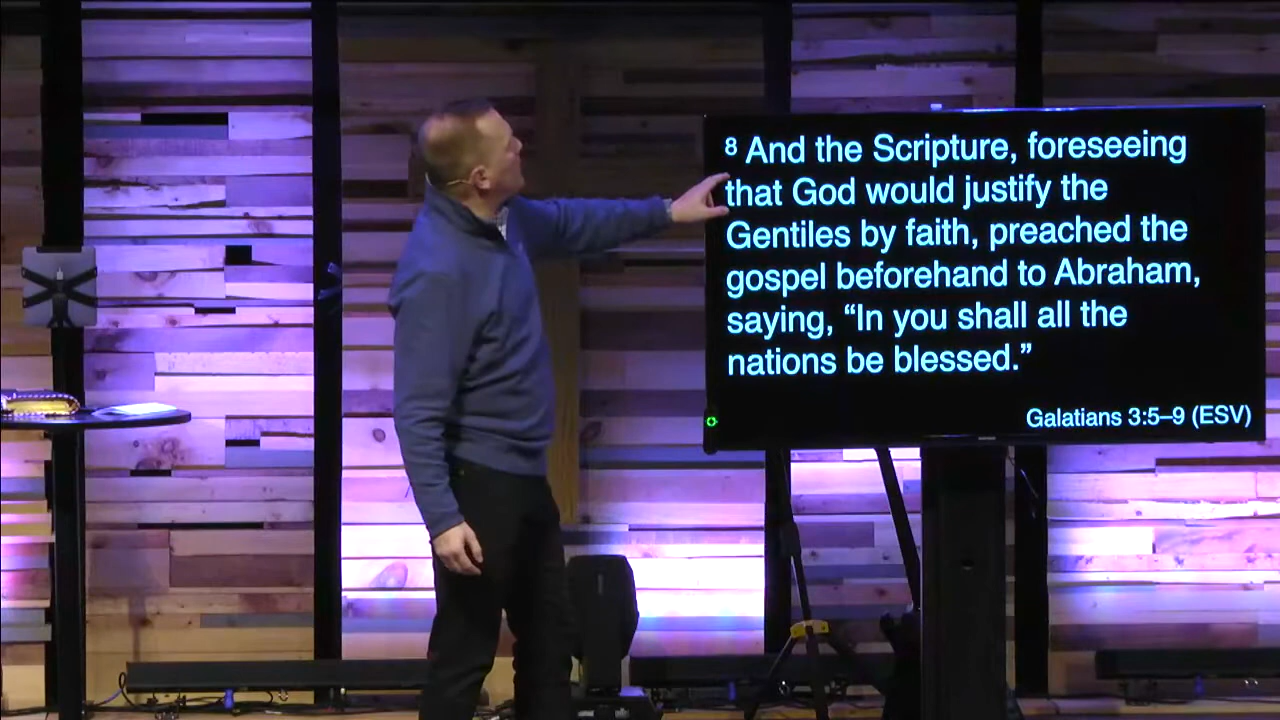 8 And the Scripture, foreseeing
that God would justify the
Gentiles by faith, preached the
gospel beforehand to Abraham,
saying, “In you shall all the
nations be blessed.”
Galatians 3:5–9 (ESV)